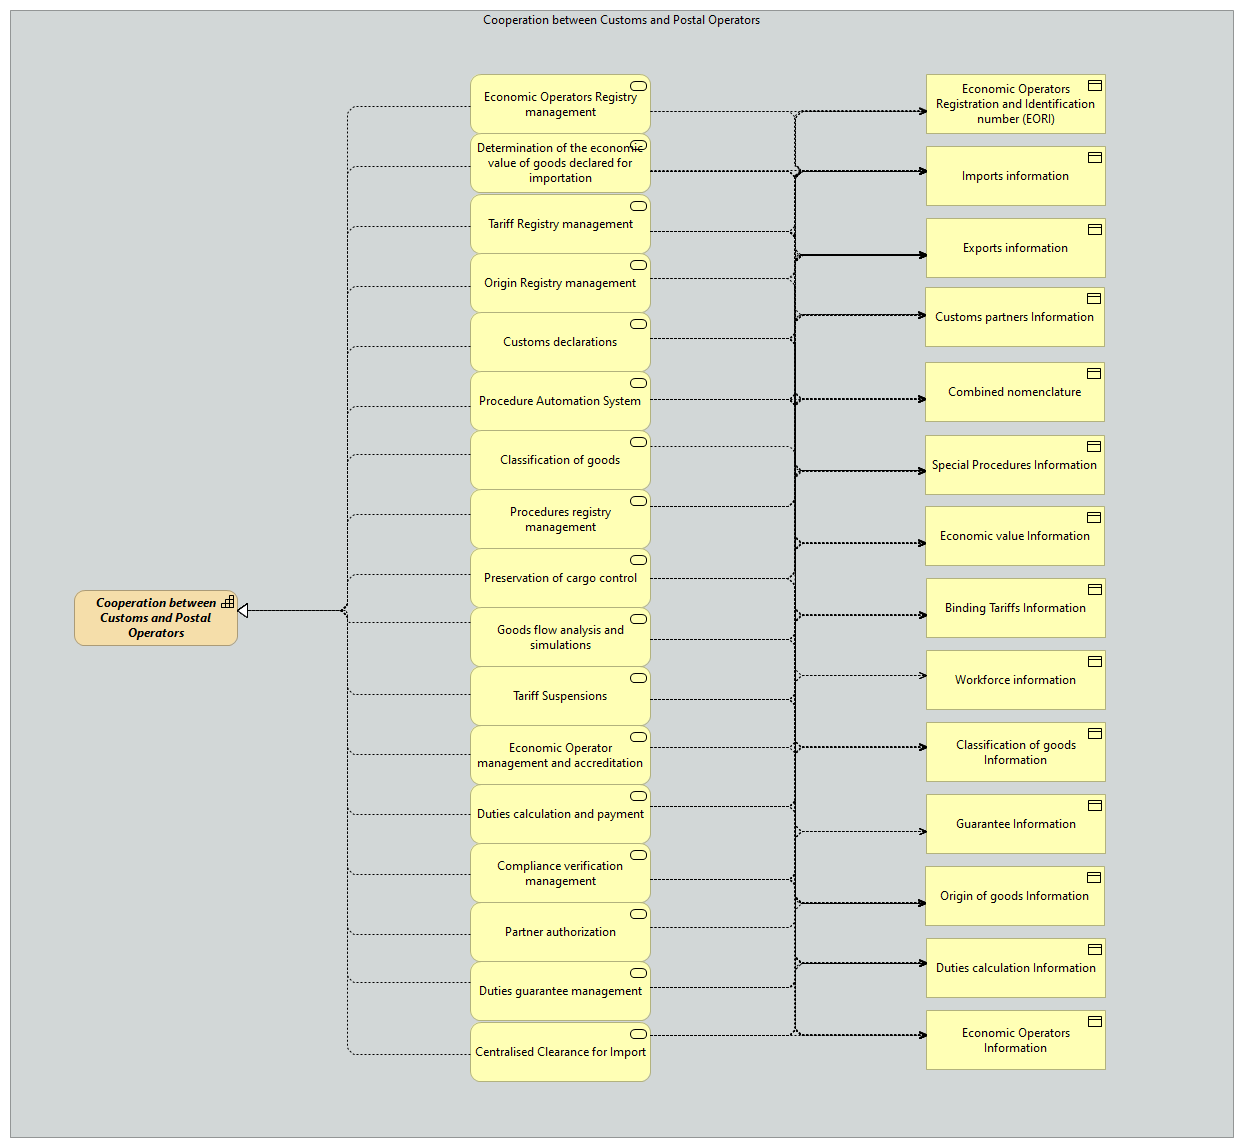 Cooperation between Customs and Postal Operators
Cooperation between
Customs and Postal
Operators
Economic Operators Registry
management
Determination of the economic
value of goods declared for
importation
Tariff Registry management
Origin Registry management
Customs declarations
Procedure Automation System
Classification of goods
Procedures registry
management
Preservation of cargo control
Goods flow analysis and
simulations
Tariff Suspensions
Economic Operator
management and accreditation
Duties calculation and payment
Compliance verification
management
Partner authorization
Duties guarantee management
Centralised Clearance for Import
Economic Operators
Registration and Identification
number (EORI)
Imports information
Exports information
Customs partners Information
Combined nomenclature
Special Procedures Information
Economic value Information
Binding Tariffs Information
Workforce information
Classification of goods
Information
Guarantee Information
Origin of goods Information
Duties calculation Information
Economic Operators
Information